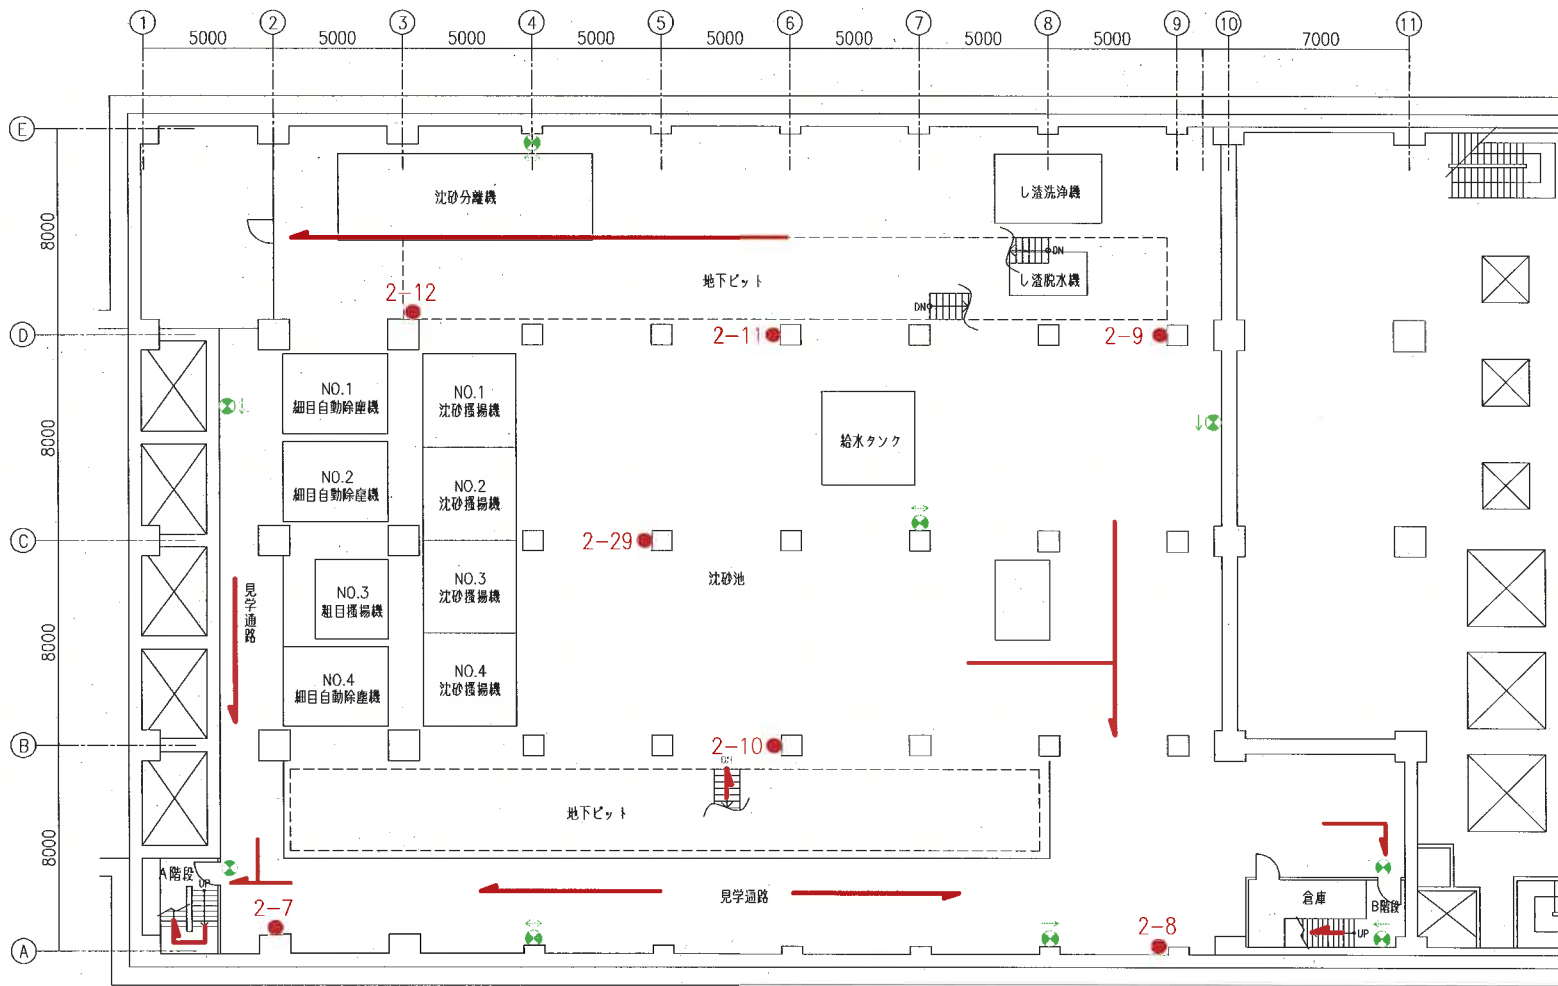 1 2 3 4 5 6 7 8 9 10 11
5000 5000 5000 5000 5000 5000 5000 5000 7000
E
沈砂分離機
し渣洗浄機
8000
DN
地下ピット
し渣脱水機
2-12
DN
D
2-11
2-9
NO.1
細目自動除塵機
NO.1
沈砂揚揚機
8000
給水タンク
NO.2
細目自動除塵機
NO.2
沈砂掻揚機
C
2-29
沈砂池
見学通路
NO.3
粗目掻揚機
NO.3
沈砂掻揚機
8000
NO.4
細目自動除塵機
NO.4
沈砂掻揚機
B
2-10
DN
地下ピット
8000
A階段
UP
見学通路
倉庫
B階段
2-7
2-8
UP
A